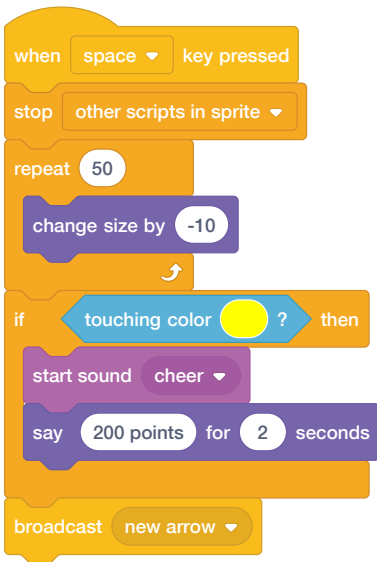 when space key pressed
stop other scripts in sprite
repeat 50
change size by -10
if touching color ? then
start sound cheer
say 200 points for 2 seconds
broadcast new arrow